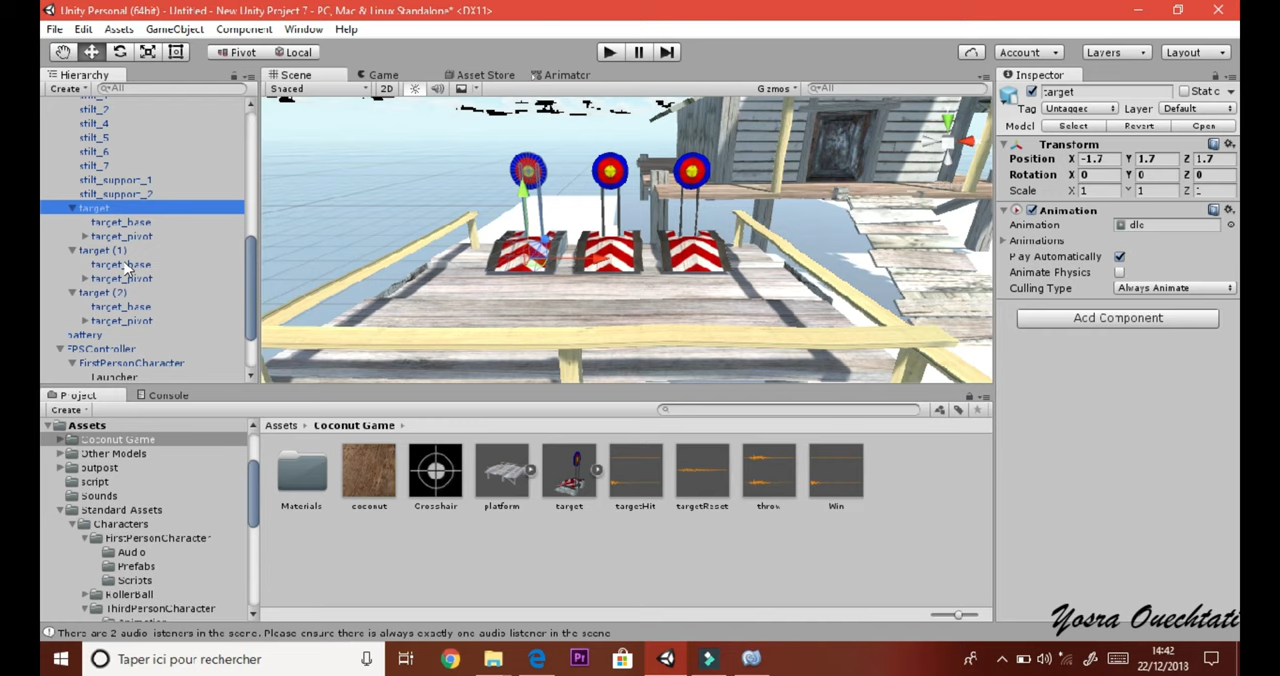 Unity Personal (64bit) - Untitled - New Unity Project 7 - PC, Mac & Linux Standalone* <DX11>
File Edit Assets GameObject Component Window Help
Pivot Local Account Layers Layout
Hierarchy Scene Game Asset Store Animator Inspector
Create All Shaded 2D Gizmos All target Static
Tag Untagged Layer Default
Model Select Revert Open
stilt_2
stilt_4
stilt_5
stilt_6
stilt_7
stilt_support_1
stilt_support_2
target
target_base
target_pivot
target (1)
target_base
target_pivot
target (2)
target_base
target_pivot
battery
FPSController
FirstPersonCharacter
Launcher
Transform
Position X -1.7 Y 1.7 Z 1.7
Rotation X 0 Y 0 Z 0
Scale X 1 Y 1 Z 1
Animation
Animation
Animations
Play Automatically
Animate Physics
Culling Type Always Animate
Add Component
Project Console
Create
Assets
Coconut Game
Other Models
outpost
script
Sounds
Standard Assets
Characters
FirstPersonCharacter
Audio
Prefabs
Scripts
RollerBall
ThirdPersonCharacter
Assets Coconut Game
Materials coconut Crosshair platform target targetHit targetReset throw Win
There are 2 audio listeners in the scene. Please ensure there is always exactly one audio listener in the scene
Yosra Ouechtati
Taper ici pour rechercher
14:42
22/12/2018